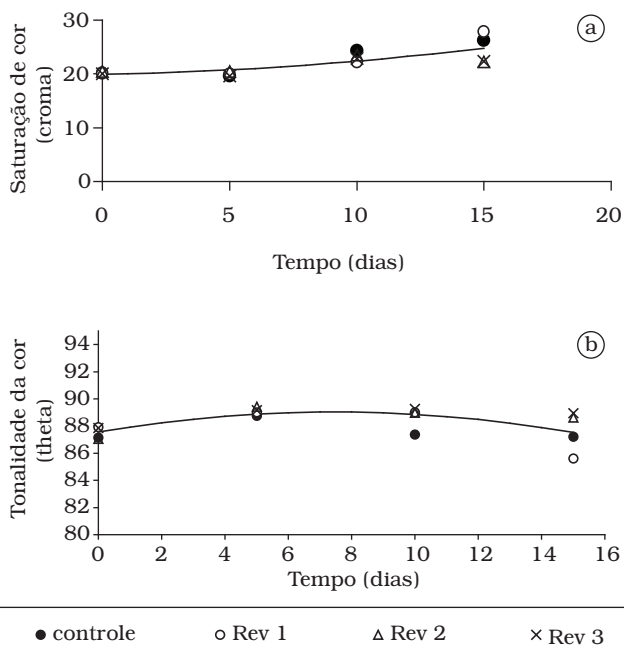 30
20
10
0
Saturação de cor
(croma)
0 5 10 15 20
Tempo (dias)
a
94
92
90
88
86
84
82
80
Tonalidade da cor
(theta)
0 2 4 6 8 10 12 14 16
Tempo (dias)
b
controle Rev 1 Rev 2 Rev 3